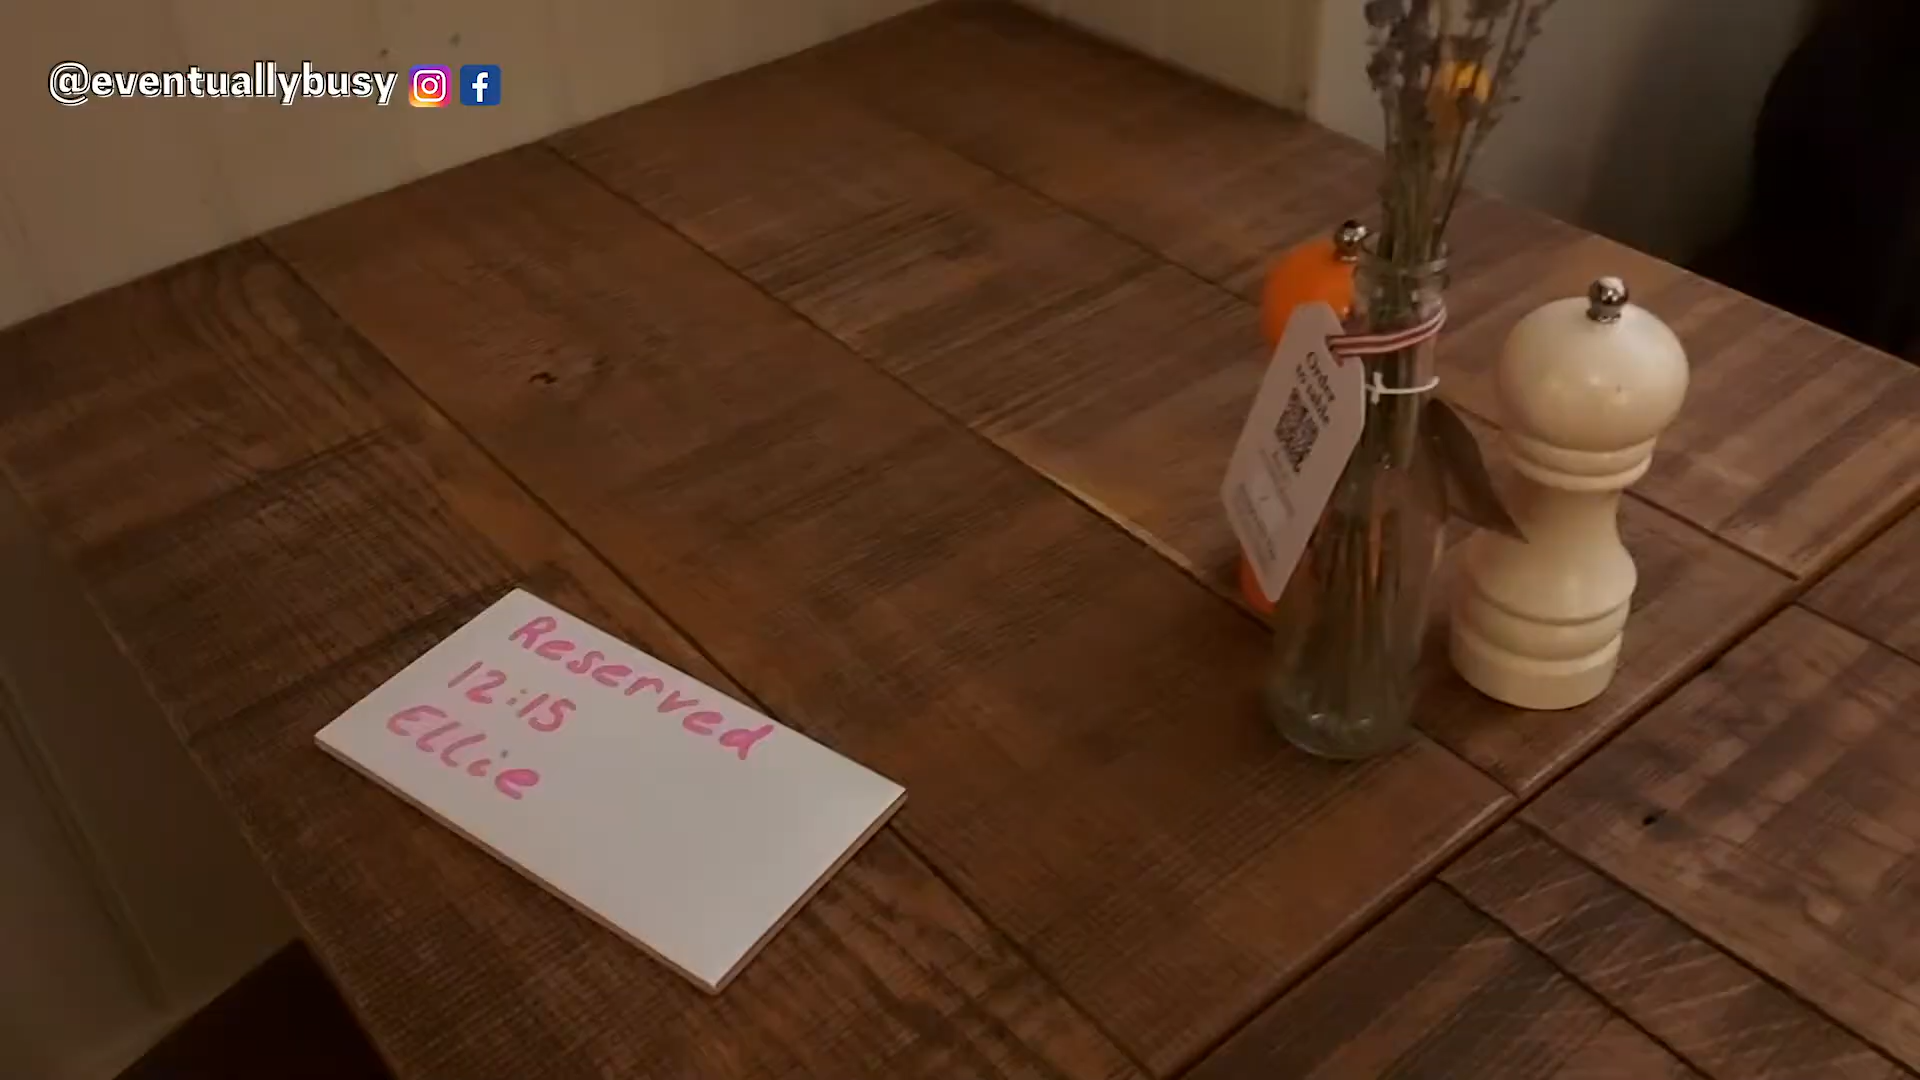 @eventuallybusy
Order
to table
Reserved
12:15
Ellie